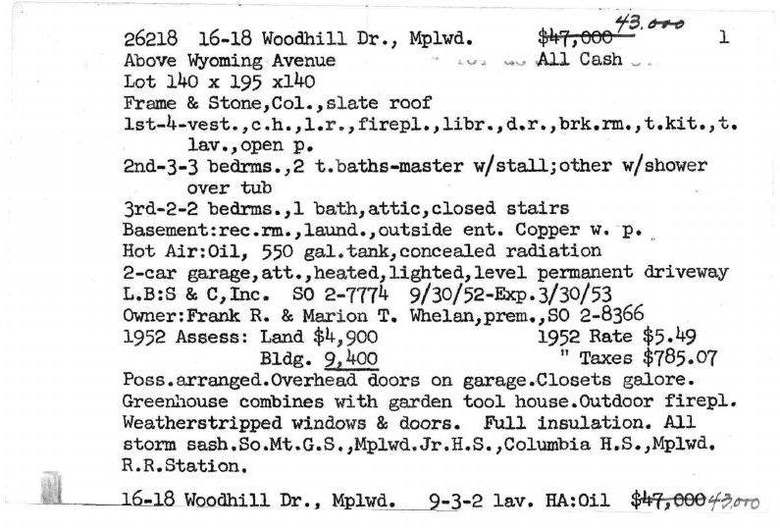 43,000
26218 16-18 Woodhill Dr., Mplwd. $47,000 1
Above Wyoming Avenue All Cash
Lot 140 x 195 x140
Frame & Stone,Col.,slate roof
1st-4-vest.,c.h.,l.r.,firepl.,libr.,d.r.,brk.rm.,t.kit.,t.
lav.,open p.
2nd-3-3 bedrms.,2 t.baths-master w/stall;other w/shower
over tub
3rd-2-2 bedrms.,1 bath,attic,closed stairs
Basement:rec.rm.,laund.,outside ent. Copper w. p.
Hot Air:Oil, 550 gal.tank,concealed radiation
2-car garage,att.,heated,lighted,level permanent driveway
L.B:S & C,Inc. SO 2-7774 9/30/52-Exp.3/30/53
Owner:Frank R. & Marion T. Whelan,prem.,SO 2-8366
1952 Assess: Land $4,900 1952 Rate $5.49
Bldg. 9,400 " Taxes $785.07
Poss.arranged.Overhead doors on garage.Closets galore.
Greenhouse combines with garden tool house.Outdoor firepl.
Weatherstripped windows & doors. Full insulation. All
storm sash.So.Mt.G.S.,Mplwd.Jr.H.S.,Columbia H.S.,Mplwd.
R.R.Station.
16-18 Woodhill Dr., Mplwd. 9-3-2 lav. HA:Oil $47,000 43,000